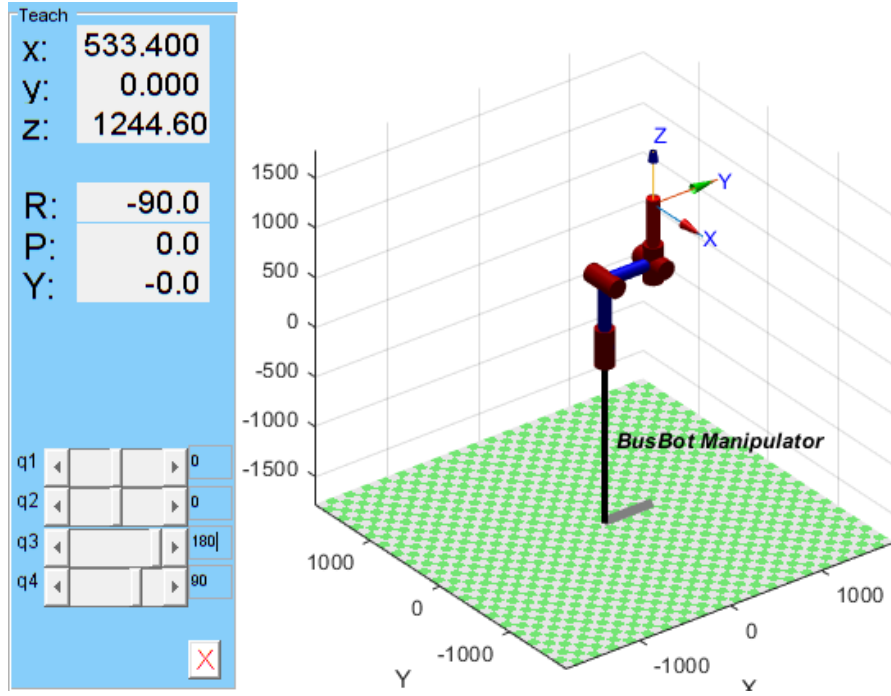 Teach
x: 533.400
y: 0.000
z: 1244.60
R: -90.0
P: 0.0
Y: -0.0
q1 0
q2 0
q3 180
q4 90
X
Z
Y
X
1500
1000
500
0
-500
-1000
-1500
BusBot Manipulator
1000
0
-1000
Y
1000
0
-1000
X